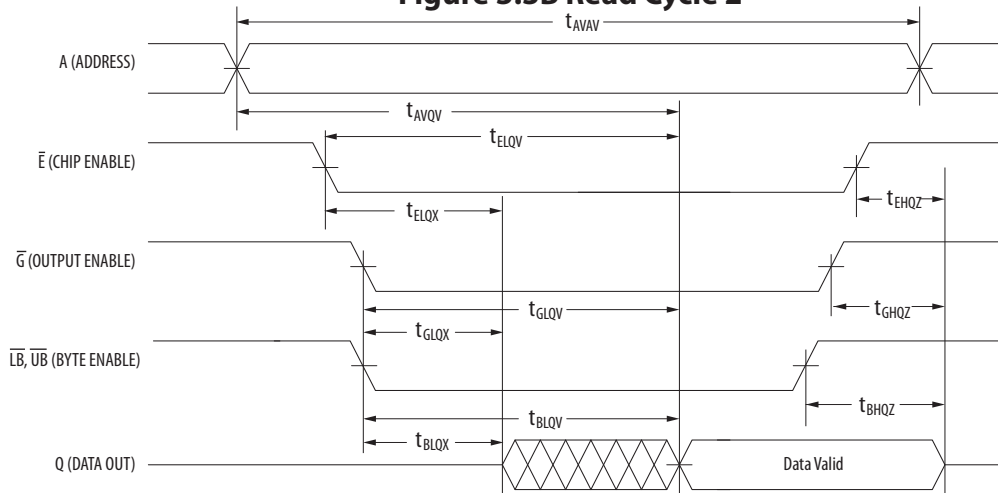 Figure 3.3B Read Cycle 2
tAVAV
A (ADDRESS)
tAVQV
tELQV
E̅ (CHIP ENABLE)
tELQX
tEHQZ
G̅ (OUTPUT ENABLE)
tGLQV
tGLQX
tGHQZ
L̅B̅, U̅B̅ (BYTE ENABLE)
tBLQV
tBHQZ
tBLQX
Q (DATA OUT)
Data Valid